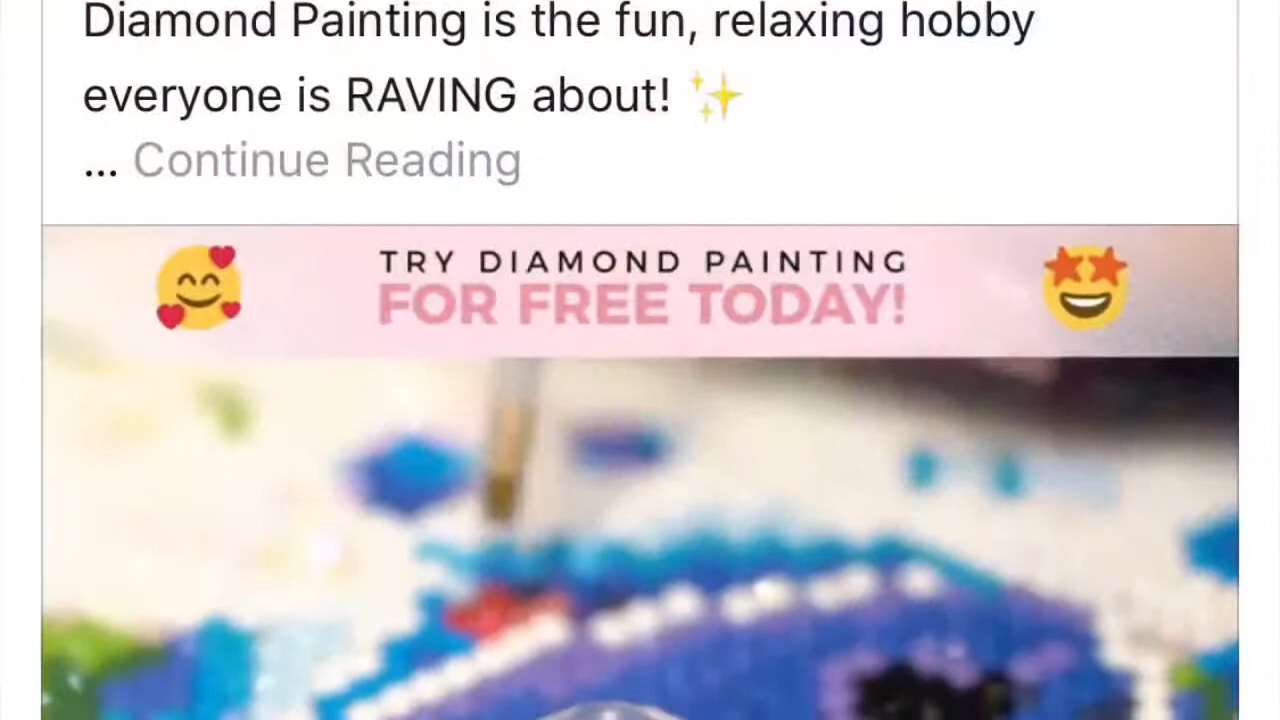 Diamond Painting is the fun, relaxing hobby
everyone is RAVING about! ✨
... Continue Reading
TRY DIAMOND PAINTING
FOR FREE TODAY!